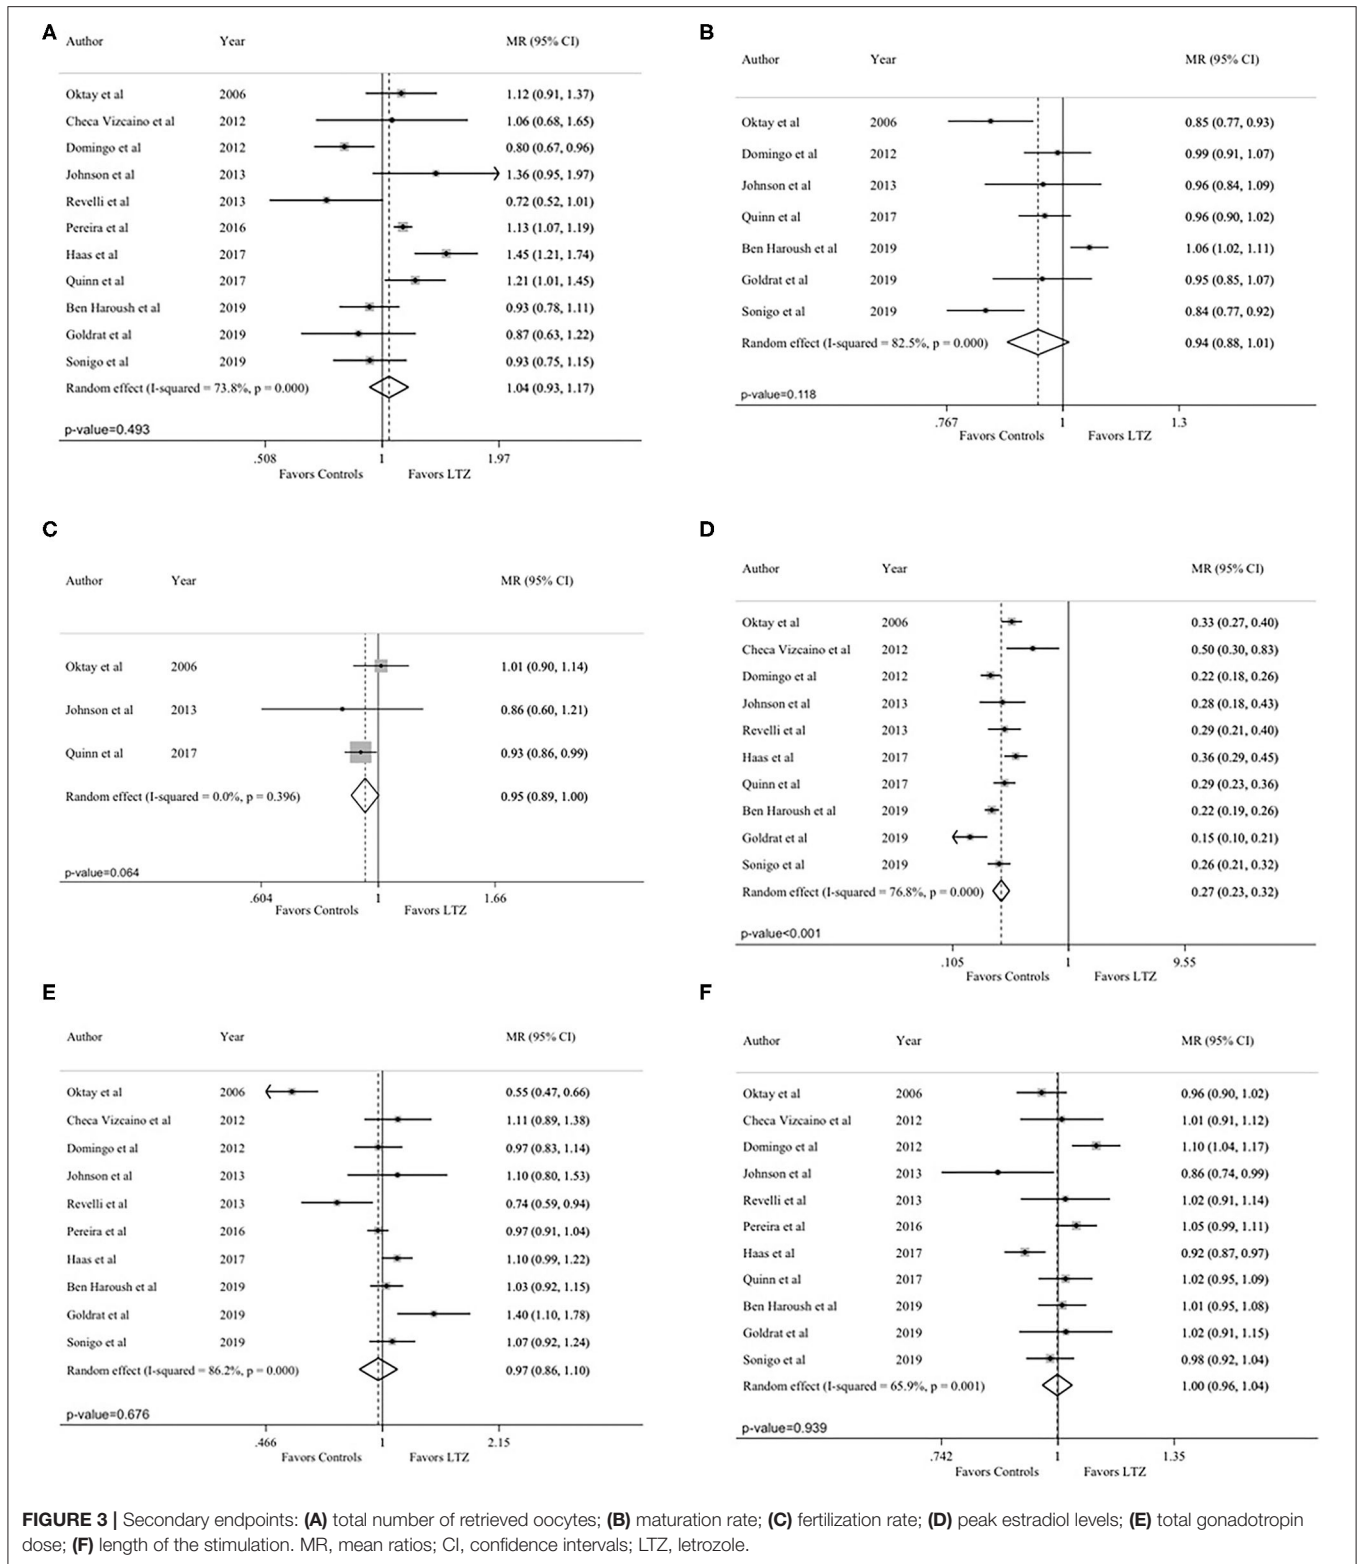 A
Author Year MR (95% CI)
Oktay et al 2006 1.12 (0.91, 1.37)
Checa Vizcaino et al 2012 1.06 (0.68, 1.65)
Domingo et al 2012 0.80 (0.67, 0.96)
Johnson et al 2013 1.36 (0.95, 1.97)
Revelli et al 2013 0.72 (0.52, 1.01)
Pereira et al 2016 1.13 (1.07, 1.19)
Haas et al 2017 1.45 (1.21, 1.74)
Quinn et al 2017 1.21 (1.01, 1.45)
Ben Haroush et al 2019 0.93 (0.78, 1.11)
Goldrat et al 2019 0.87 (0.63, 1.22)
Sonigo et al 2019 0.93 (0.75, 1.15)
Random effect (I-squared = 73.8%, p = 0.000) 1.04 (0.93, 1.17)
p-value=0.493
.508 1 1.97
Favors Controls Favors LTZ
B
Author Year MR (95% CI)
Oktay et al 2006 0.85 (0.77, 0.93)
Domingo et al 2012 0.99 (0.91, 1.07)
Johnson et al 2013 0.96 (0.84, 1.09)
Quinn et al 2017 0.96 (0.90, 1.02)
Ben Haroush et al 2019 1.06 (1.02, 1.11)
Goldrat et al 2019 0.95 (0.85, 1.07)
Sonigo et al 2019 0.84 (0.77, 0.92)
Random effect (I-squared = 82.5%, p = 0.000) 0.94 (0.88, 1.01)
p-value=0.118
.767 1 1.3
Favors Controls Favors LTZ
C
Author Year MR (95% CI)
Oktay et al 2006 1.01 (0.90, 1.14)
Johnson et al 2013 0.86 (0.60, 1.21)
Quinn et al 2017 0.93 (0.86, 0.99)
Random effect (I-squared = 0.0%, p = 0.396) 0.95 (0.89, 1.00)
p-value=0.064
.604 1 1.66
Favors Controls Favors LTZ
D
Author Year MR (95% CI)
Oktay et al 2006 0.33 (0.27, 0.40)
Checa Vizcaino et al 2012 0.50 (0.30, 0.83)
Domingo et al 2012 0.22 (0.18, 0.26)
Johnson et al 2013 0.28 (0.18, 0.43)
Revelli et al 2013 0.29 (0.21, 0.40)
Haas et al 2017 0.36 (0.29, 0.45)
Quinn et al 2017 0.29 (0.23, 0.36)
Ben Haroush et al 2019 0.22 (0.19, 0.26)
Goldrat et al 2019 0.15 (0.10, 0.21)
Sonigo et al 2019 0.26 (0.21, 0.32)
Random effect (I-squared = 76.8%, p = 0.000) 0.27 (0.23, 0.32)
p-value<0.001
.105 1 9.55
Favors Controls Favors LTZ
E
Author Year MR (95% CI)
Oktay et al 2006 0.55 (0.47, 0.66)
Checa Vizcaino et al 2012 1.11 (0.89, 1.38)
Domingo et al 2012 0.97 (0.83, 1.14)
Johnson et al 2013 1.10 (0.80, 1.53)
Revelli et al 2013 0.74 (0.59, 0.94)
Pereira et al 2016 0.97 (0.91, 1.04)
Haas et al 2017 1.10 (0.99, 1.22)
Ben Haroush et al 2019 1.03 (0.92, 1.15)
Goldrat et al 2019 1.40 (1.10, 1.78)
Sonigo et al 2019 1.07 (0.92, 1.24)
Random effect (I-squared = 86.2%, p = 0.000) 0.97 (0.86, 1.10)
p-value=0.676
.466 1 2.15
Favors Controls Favors LTZ
F
Author Year MR (95% CI)
Oktay et al 2006 0.96 (0.90, 1.02)
Checa Vizcaino et al 2012 1.01 (0.91, 1.12)
Domingo et al 2012 1.10 (1.04, 1.17)
Johnson et al 2013 0.86 (0.74, 0.99)
Revelli et al 2013 1.02 (0.91, 1.14)
Pereira et al 2016 1.05 (0.99, 1.11)
Haas et al 2017 0.92 (0.87, 0.97)
Quinn et al 2017 1.02 (0.95, 1.09)
Ben Haroush et al 2019 1.01 (0.95, 1.08)
Goldrat et al 2019 1.02 (0.91, 1.15)
Sonigo et al 2019 0.98 (0.92, 1.04)
Random effect (I-squared = 65.9%, p = 0.001) 1.00 (0.96, 1.04)
p-value=0.939
.742 1 1.35
Favors Controls Favors LTZ
FIGURE 3 | Secondary endpoints: (A) total number of retrieved oocytes; (B) maturation rate; (C) fertilization rate; (D) peak estradiol levels; (E) total gonadotropin
dose; (F) length of the stimulation. MR, mean ratios; CI, confidence intervals; LTZ, letrozole.